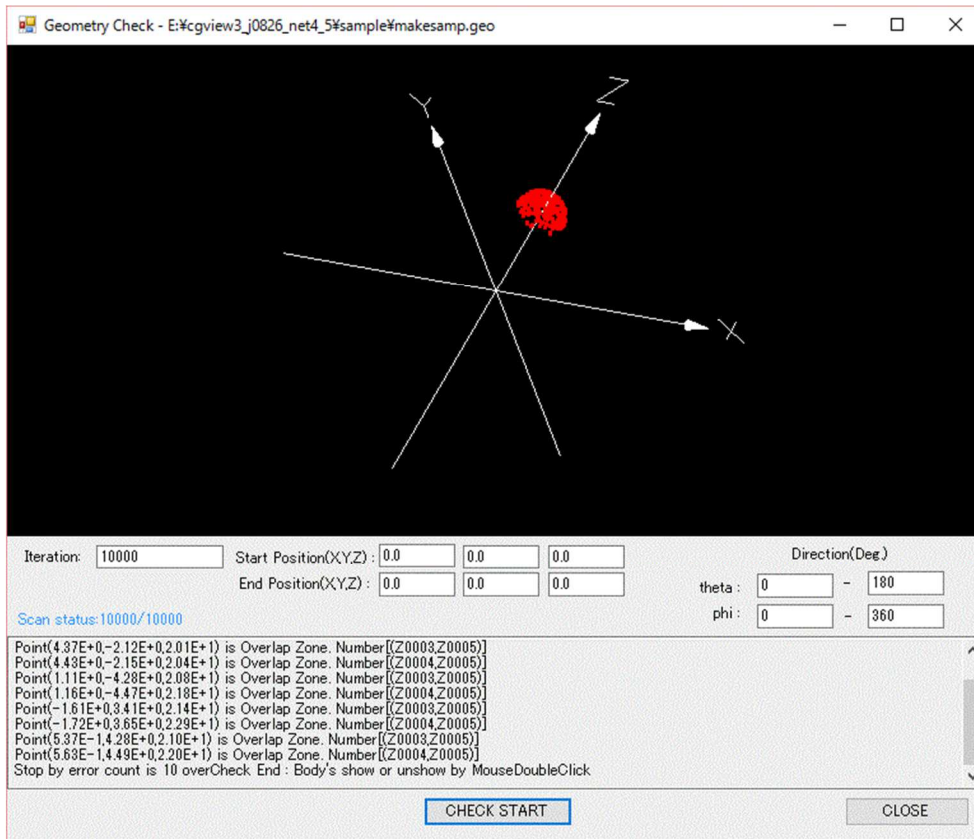 Geometry Check - E:¥cgview3_j0826_net4_5¥sample¥makesamp.geo
Y
Z
X
Iteration: 10000 Start Position(X,Y,Z) : 0.0 0.0 0.0 Direction(Deg.)
End Position(X,Y,Z) : 0.0 0.0 0.0 theta : 0 - 180
Scan status:10000/10000 phi : 0 - 360
Point(4.37E+0,-2.12E+0,2.01E+1) is Overlap Zone. Number[(Z0003,Z0005)]
Point(4.43E+0,-2.15E+0,2.04E+1) is Overlap Zone. Number[(Z0004,Z0005)]
Point(1.11E+0,-4.28E+0,2.08E+1) is Overlap Zone. Number[(Z0003,Z0005)]
Point(1.16E+0,-4.47E+0,2.18E+1) is Overlap Zone. Number[(Z0004,Z0005)]
Point(-1.61E+0,3.41E+0,2.14E+1) is Overlap Zone. Number[(Z0003,Z0005)]
Point(-1.72E+0,3.65E+0,2.29E+1) is Overlap Zone. Number[(Z0004,Z0005)]
Point(5.37E-1,4.28E+0,2.10E+1) is Overlap Zone. Number[(Z0003,Z0005)]
Point(5.63E-1,4.49E+0,2.20E+1) is Overlap Zone. Number[(Z0004,Z0005)]
Stop by error count is 10 overCheck End : Body's show or unshow by MouseDoubleClick
CHECK START CLOSE